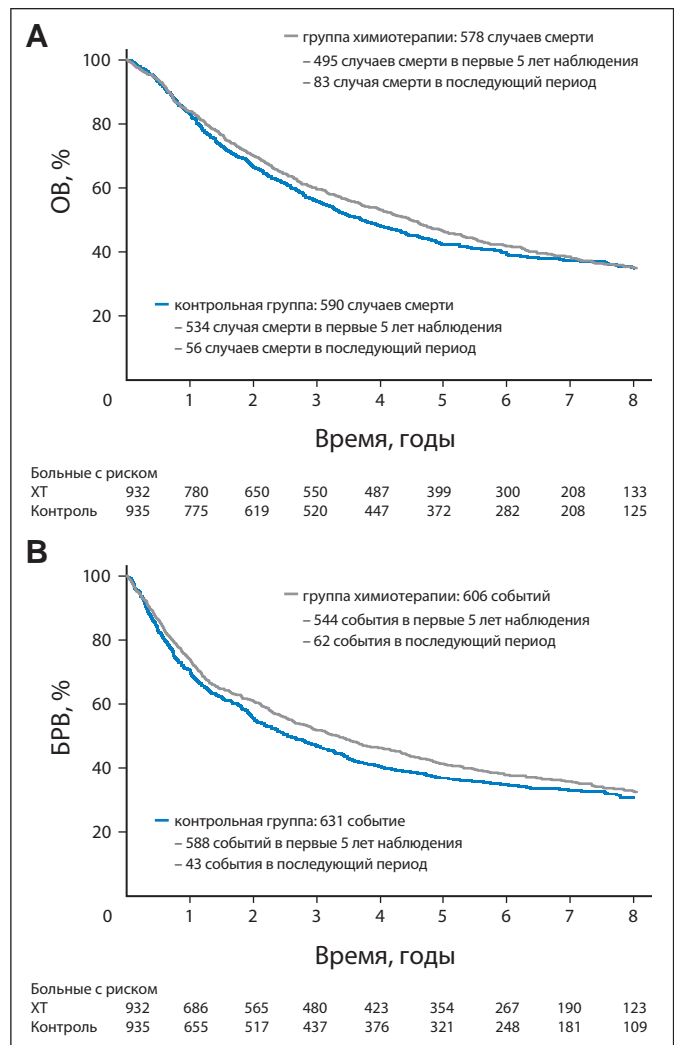 A
группа химиотерапии: 578 случаев смерти
– 495 случаев смерти в первые 5 лет наблюдения
– 83 случая смерти в последующий период
100
80
60
40
20
ОВ, %
контрольная группа: 590 случаев смерти
– 534 случая смерти в первые 5 лет наблюдения
– 56 случаев смерти в последующий период
0 1 2 3 4 5 6 7 8
Время, годы
Больные с риском
ХТ 932 780 650 550 487 399 300 208 133
Контроль 935 775 619 520 447 372 282 208 125
B
группа химиотерапии: 606 событий
– 544 события в первые 5 лет наблюдения
– 62 события в последующий период
100
80
60
40
20
БРВ, %
контрольная группа: 631 событие
– 588 событий в первые 5 лет наблюдения
– 43 события в последующий период
0 1 2 3 4 5 6 7 8
Время, годы
Больные с риском
ХТ 932 686 565 480 423 354 267 190 123
Контроль 935 655 517 437 376 321 248 181 109